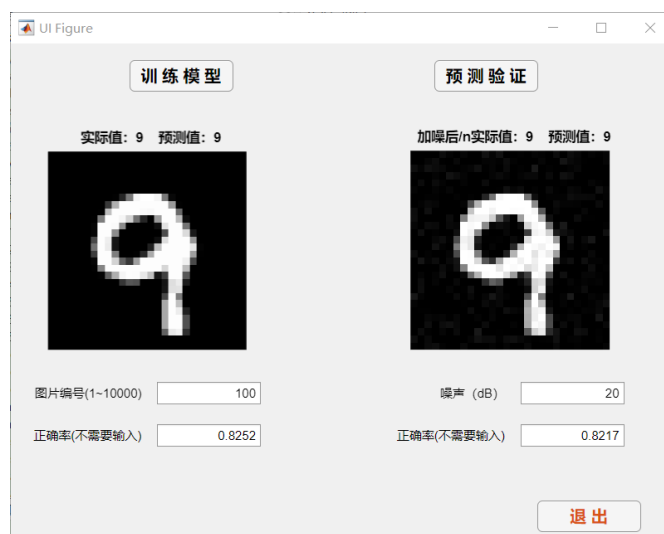 UI Figure
训 练 模 型
预 测 验 证
实际值：9 预测值：9
加噪后/n实际值：9 预测值：9
图片编号(1~10000) 100
噪声（dB） 20
正确率(不需要输入) 0.8252
正确率(不需要输入) 0.8217
退 出